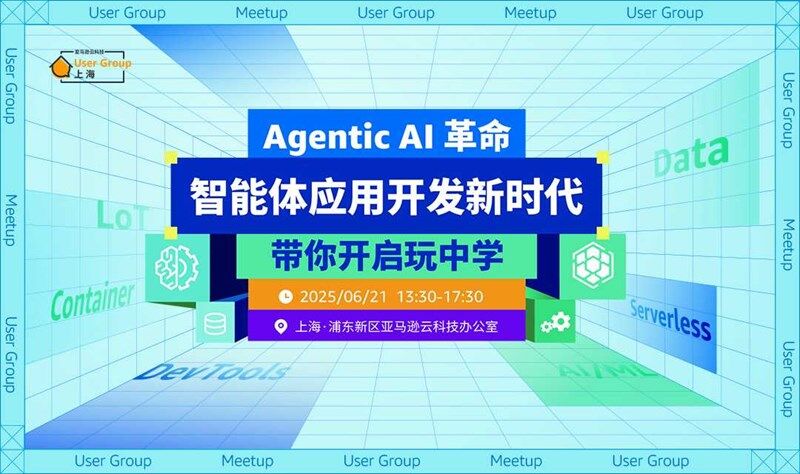 User Group Meetup User Group Meetup User Group
User Group Meetup User Group
User Group Meetup User Group
亚马逊云科技
User Group
上海
Agentic AI 革命
智能体应用开发新时代
带你开启玩中学
2025/06/21 13:30-17:30
上海·浦东新区亚马逊云科技办公室
Data
LoT
Container
Serverless
DevTools
AI/ML
User Group Meetup User Group Meetup User Group